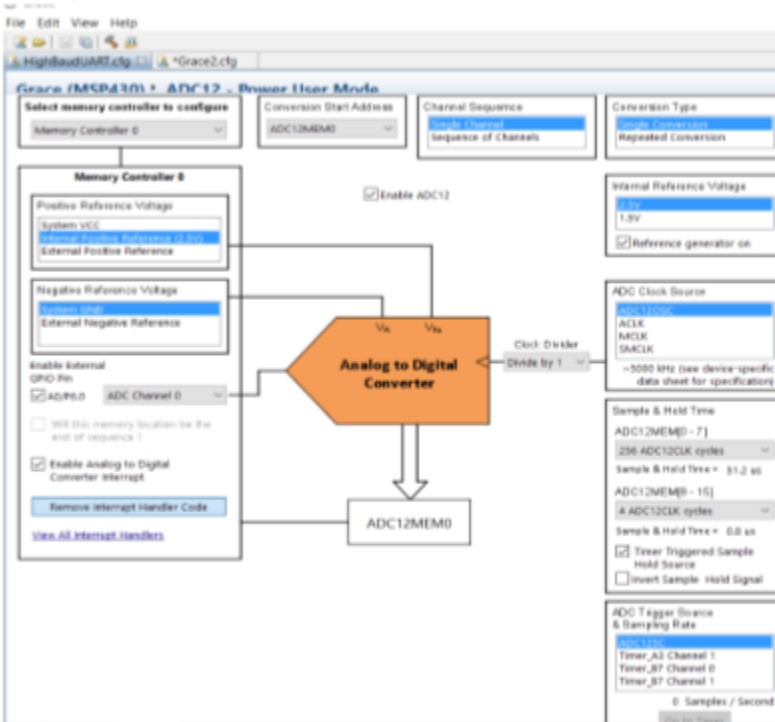 File Edit View Help
HighBaudUART.cfg *Grace2.cfg
Grace (MSP430) ADC12 - Power User Mode
Select memory controller to configure
Memory Controller 0
Conversion Start Address
ADC12MEM0
Channel Sequence
Single Channel
Sequence of Channels
Conversion Type
Single Conversion
Repeated Conversion
Memory Controller 0
Positive Reference Voltage
System VCC
Internal Positive Reference (2.5V)
External Positive Reference
Negative Reference Voltage
System GND
External Negative Reference
Enable External
GPIO Pin
A0/P6.0 ADC Channel 0
Will this memory location be the
end of sequence ?
Enable Analog to Digital
Converter Interrupt
Remove Interrupt Handler Code
View All Interrupt Handlers
Enable ADC12
Analog to Digital
Converter
ADC12MEM0
Clock Divider
Divide by 1
Internal Reference Voltage
2.5V
1.5V
Reference generator on
ADC Clock Source
ADC12OSC
ACLK
MCLK
SMCLK
~5000 kHz (see device-specific
data sheet for specification)
Sample & Hold Time
ADC12MEM[0 - 7]
256 ADC12CLK cycles
Sample & Hold Time = 51.2 us
ADC12MEM[8 - 15]
4 ADC12CLK cycles
Sample & Hold Time = 0.8 us
Timer Triggered Sample
Hold Source
Invert Sample Hold Signal
ADC Trigger Source
& Sampling Rate
ADC12SC
Timer_A3 Channel 1
Timer_B7 Channel 0
Timer_B7 Channel 1
0 Samples / Second
Go to Timer